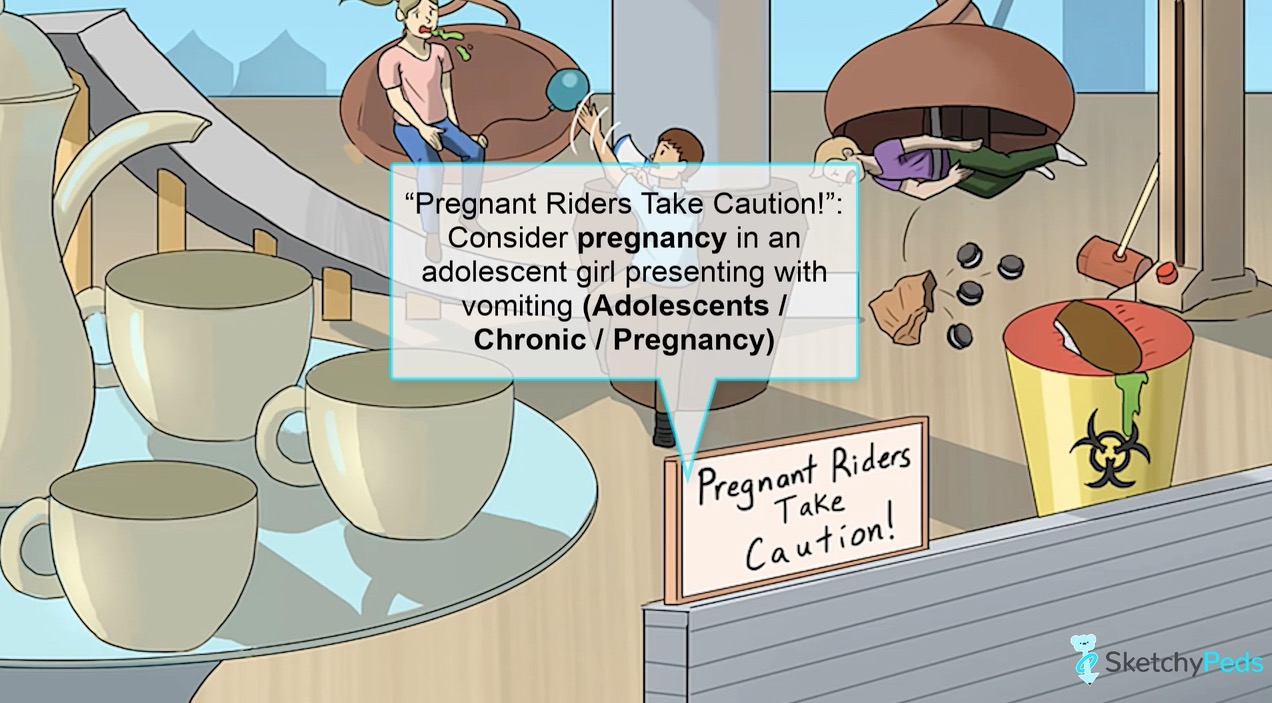 “Pregnant Riders Take Caution!”:
Consider pregnancy in an
adolescent girl presenting with
vomiting (Adolescents /
Chronic / Pregnancy)
Pregnant Riders
Take
Caution!
SketchyPeds